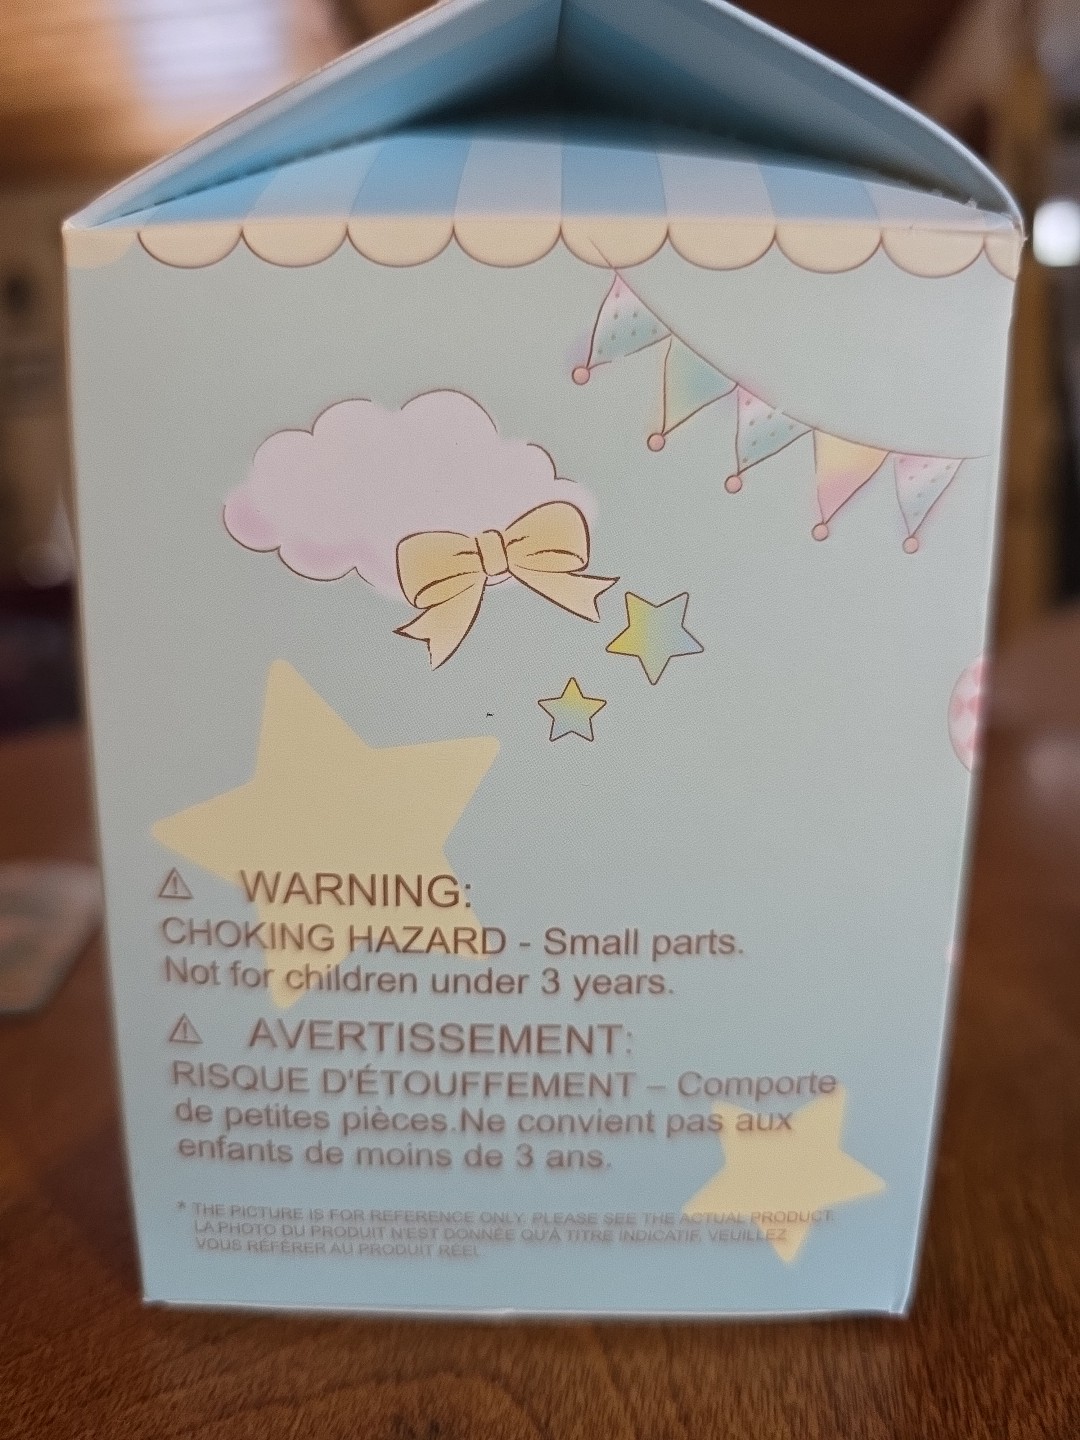 WARNING:
CHOKING HAZARD - Small parts.
Not for children under 3 years.
AVERTISSEMENT:
RISQUE D'ÉTOUFFEMENT – Comporte
de petites pièces.Ne convient pas aux
enfants de moins de 3 ans.
* THE PICTURE IS FOR REFERENCE ONLY. PLEASE SEE THE ACTUAL PRODUCT.
LA PHOTO DU PRODUIT N'EST DONNÉE QU'À TITRE INDICATIF, VEUILLEZ
VOUS RÉFÉRER AU PRODUIT RÉEL.